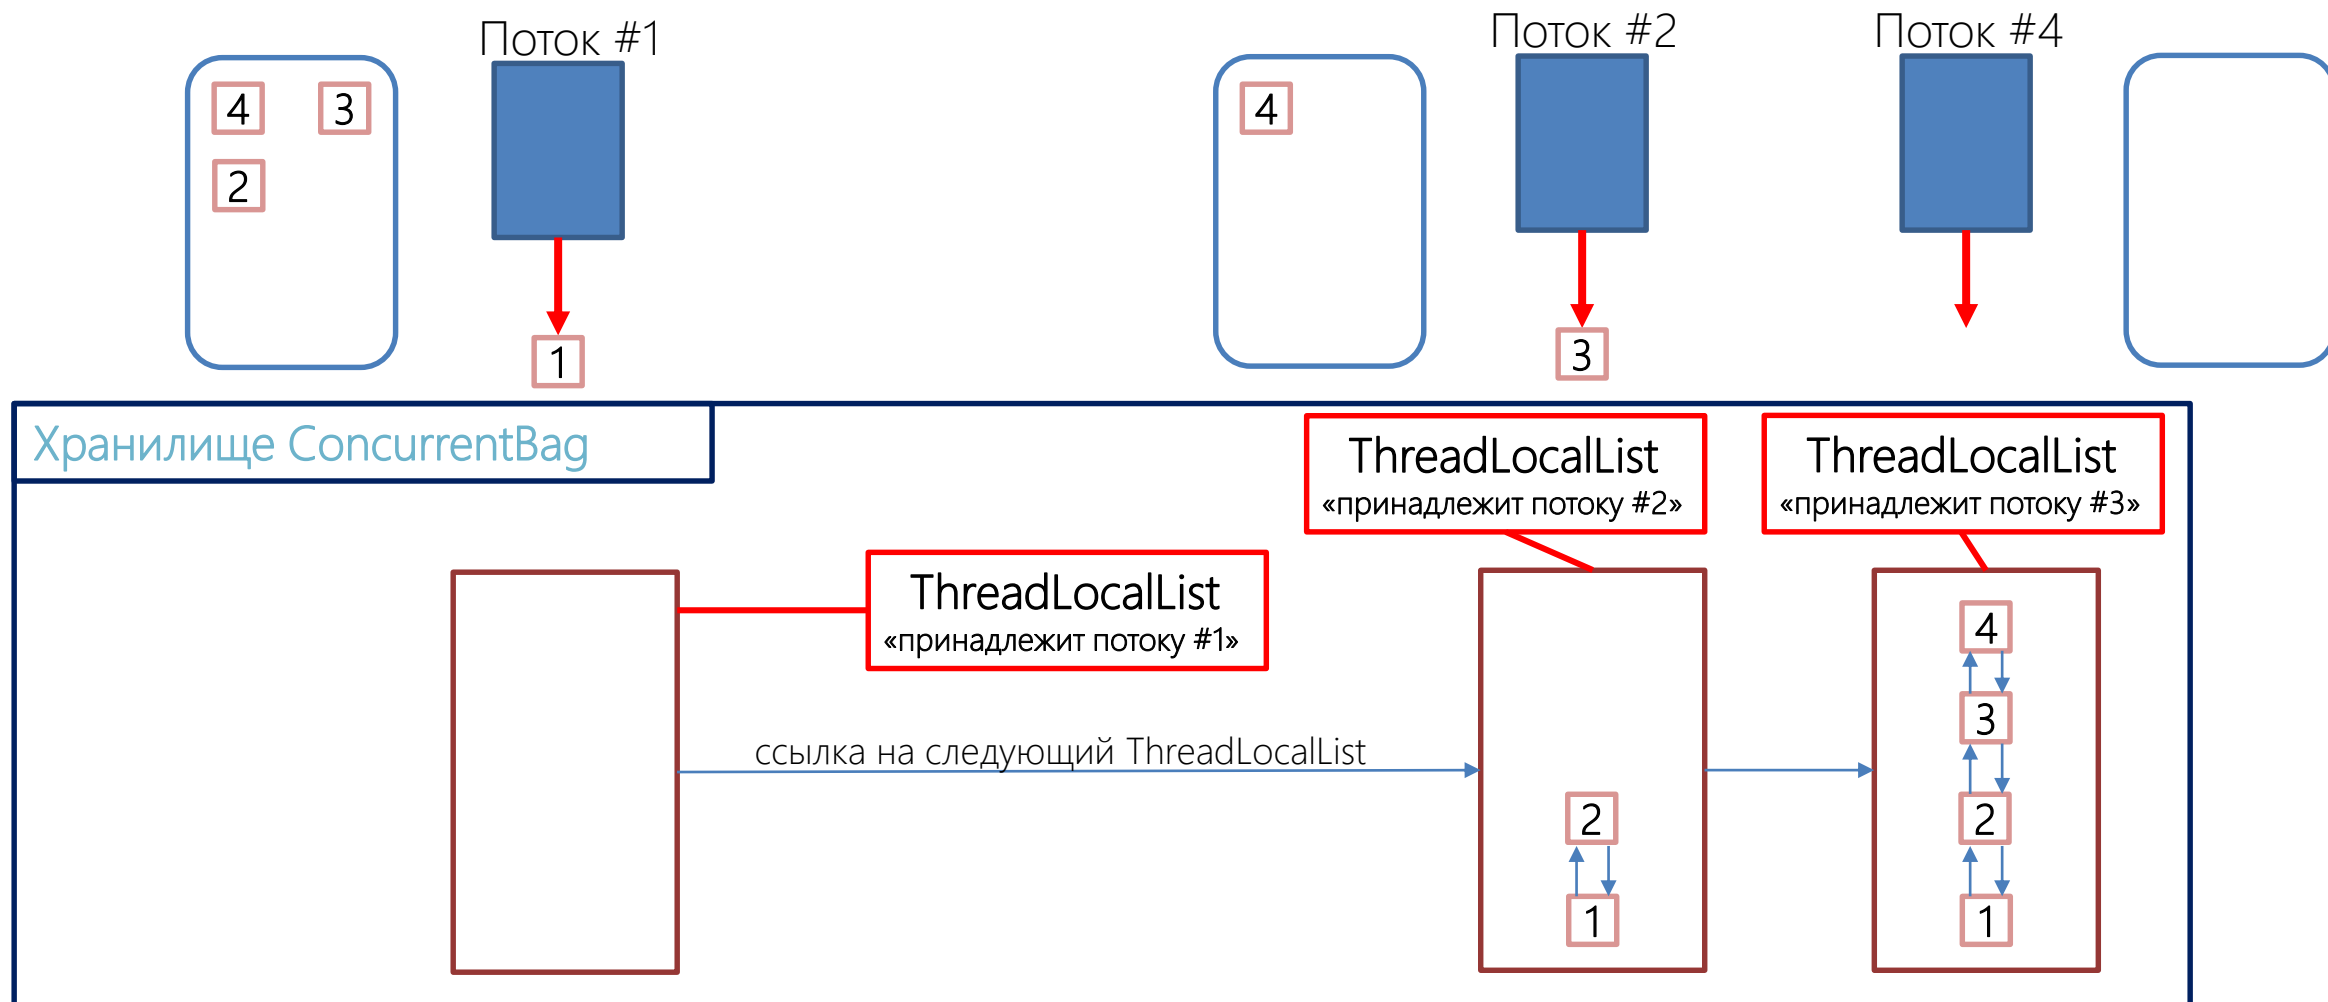 Поток #1
Поток #2
Поток #4
4
3
2
4
1
3
Хранилище ConcurrentBag
ThreadLocalList
«принадлежит потоку #2»
ThreadLocalList
«принадлежит потоку #3»
ThreadLocalList
«принадлежит потоку #1»
ссылка на следующий ThreadLocalList
2
1
4
3
2
1